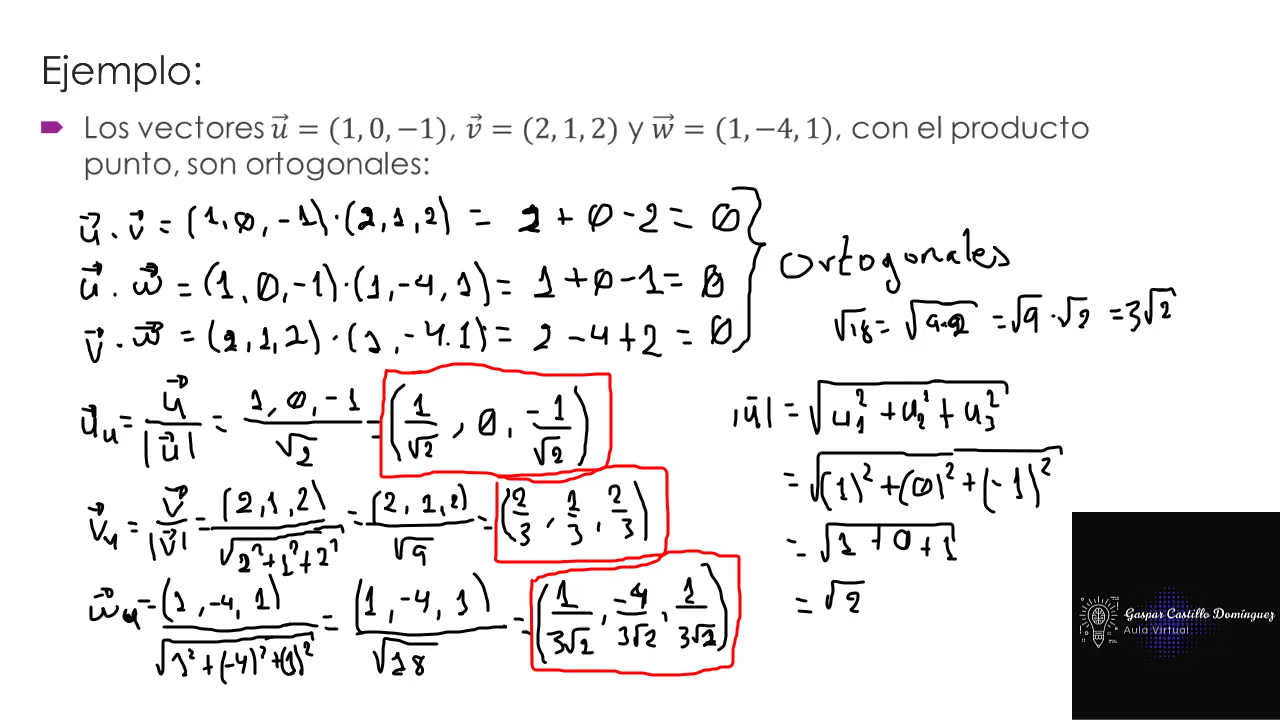 Ejemplo:
Los vectores u⃗ = (1, 0, −1), v⃗ = (2, 1, 2) y w⃗ = (1, −4, 1), con el producto
punto, son ortogonales:
u⃗ · v⃗ = (1, 0, -1) · (2, 1, 2) = 2 + 0 - 2 = 0
u⃗ · w⃗ = (1, 0, -1) · (1, -4, 1) = 1 + 0 - 1 = 0
v⃗ · w⃗ = (2, 1, 2) · (1, -4, 1) = 2 - 4 + 2 = 0
Ortogonales
√18 = √9·2 = √9 · √2 = 3√2
u⃗u = u⃗/|u⃗| = 1, 0, -1/√2 = (1/√2, 0, -1/√2)
v⃗u = v⃗/|v⃗| = (2, 1, 2)/√2²+1²+2² = (2, 1, 2)/√9 = (2/3, 1/3, 2/3)
w⃗u = (1, -4, 1)/√1²+(-4)²+(1)² = (1, -4, 1)/√18 = (1/3√2, -4/3√2, 1/3√2)
|u⃗| = √u₁² + u₂² + u₃²
= √(1)² + (0)² + (-1)²
= √1 + 0 + 1
= √2
Gaspar Castillo Domínguez
Aula Virtual